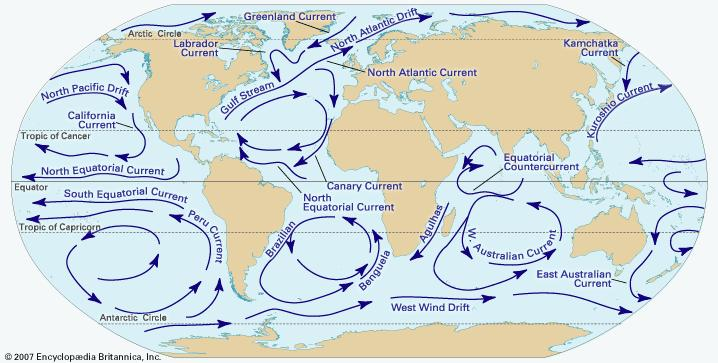 Greenland Current
North Atlantic Drift
Arctic Circle
Labrador
Current
Kamchatka
Current
North Atlantic Current
North Pacific Drift
Gulf Stream
Kuroshio Current
California
Current
Tropic of Cancer
Equatorial
Countercurrent
North Equatorial Current
Equator
Canary Current
South Equatorial Current
North
Equatorial Current
Tropic of Capricorn
Peru Current
Brazilian
Agulhas
W. Australian Current
Benguela
East Australian
Current
West Wind Drift
Antarctic Circle
© 2007 Encyclopædia Britannica, Inc.